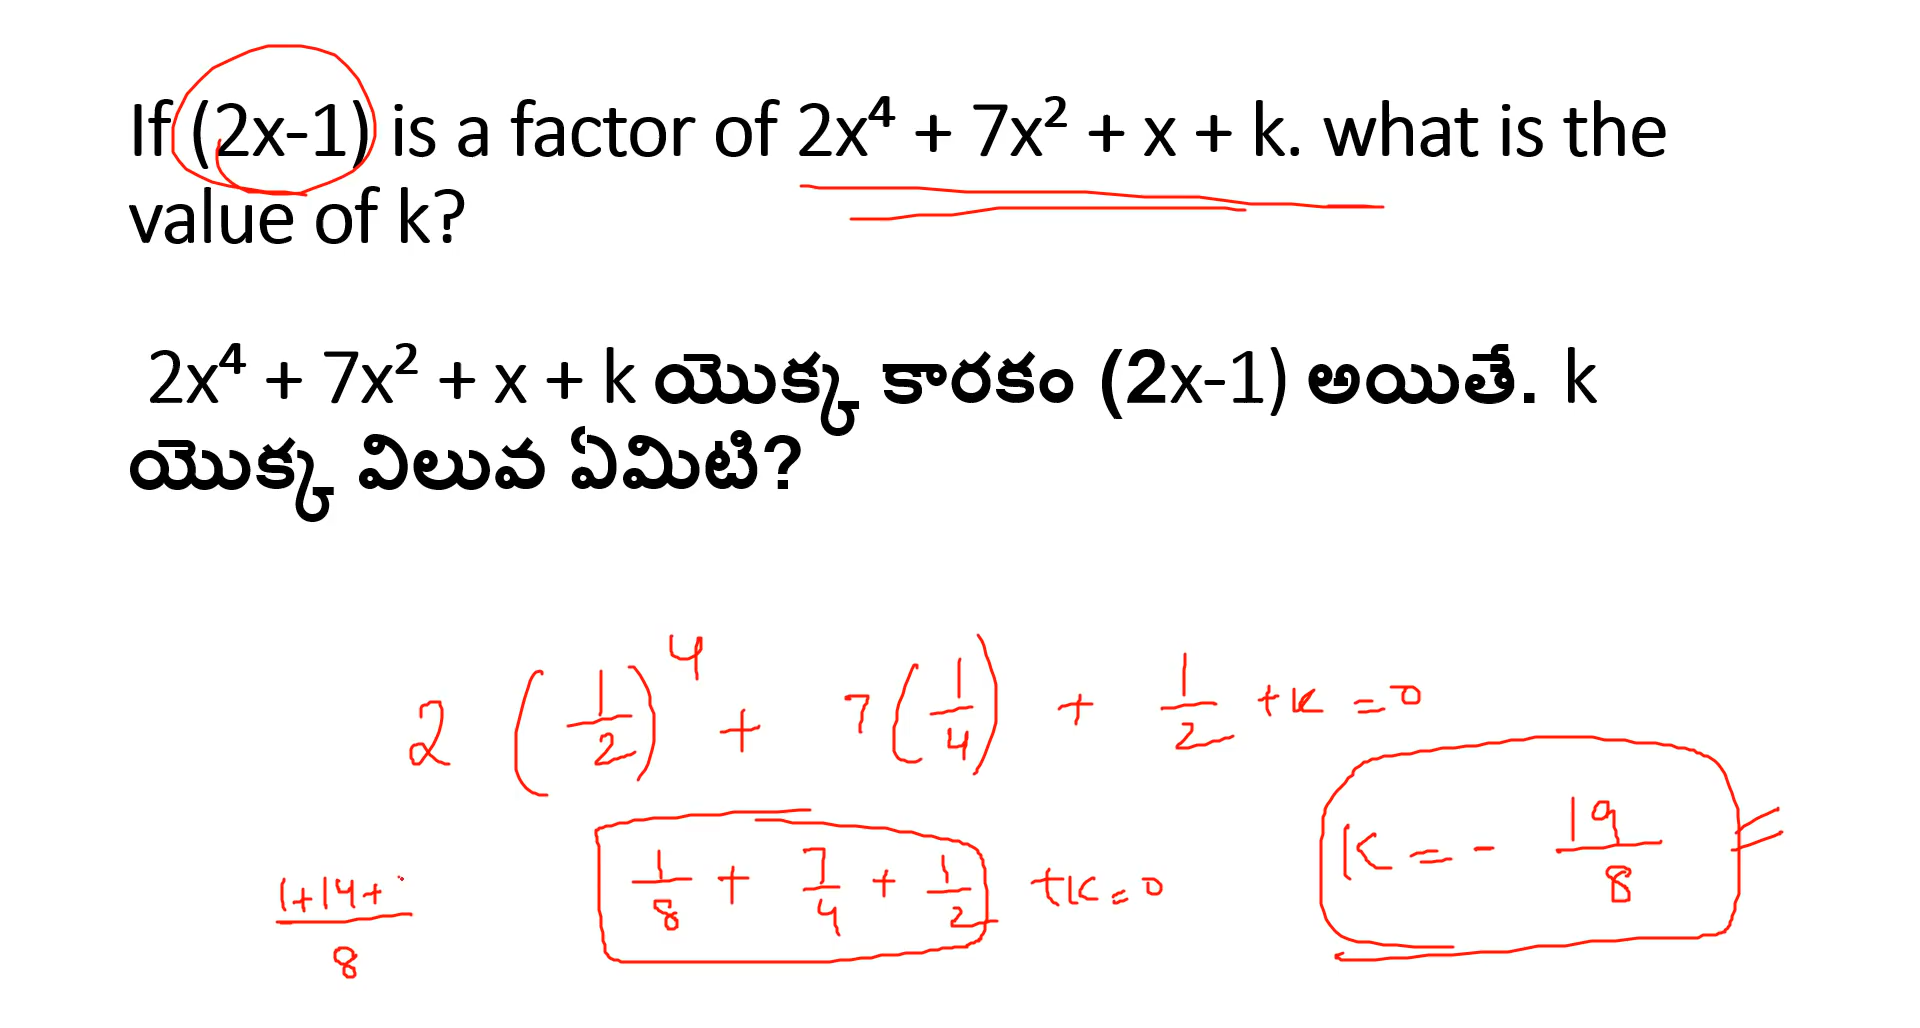 If (2x-1) is a factor of 2x⁴ + 7x² + x + k. what is the
value of k?
2x⁴ + 7x² + x + k యొక్క కారకం (2x-1) అయితే. k
యొక్క విలువ ఏమిటి?
2 (1/2)⁴ + 7(1/4) + 1/2 + k = 0
1/8 + 7/4 + 1/2 + k = 0
k = - 19/8
1+14+/8